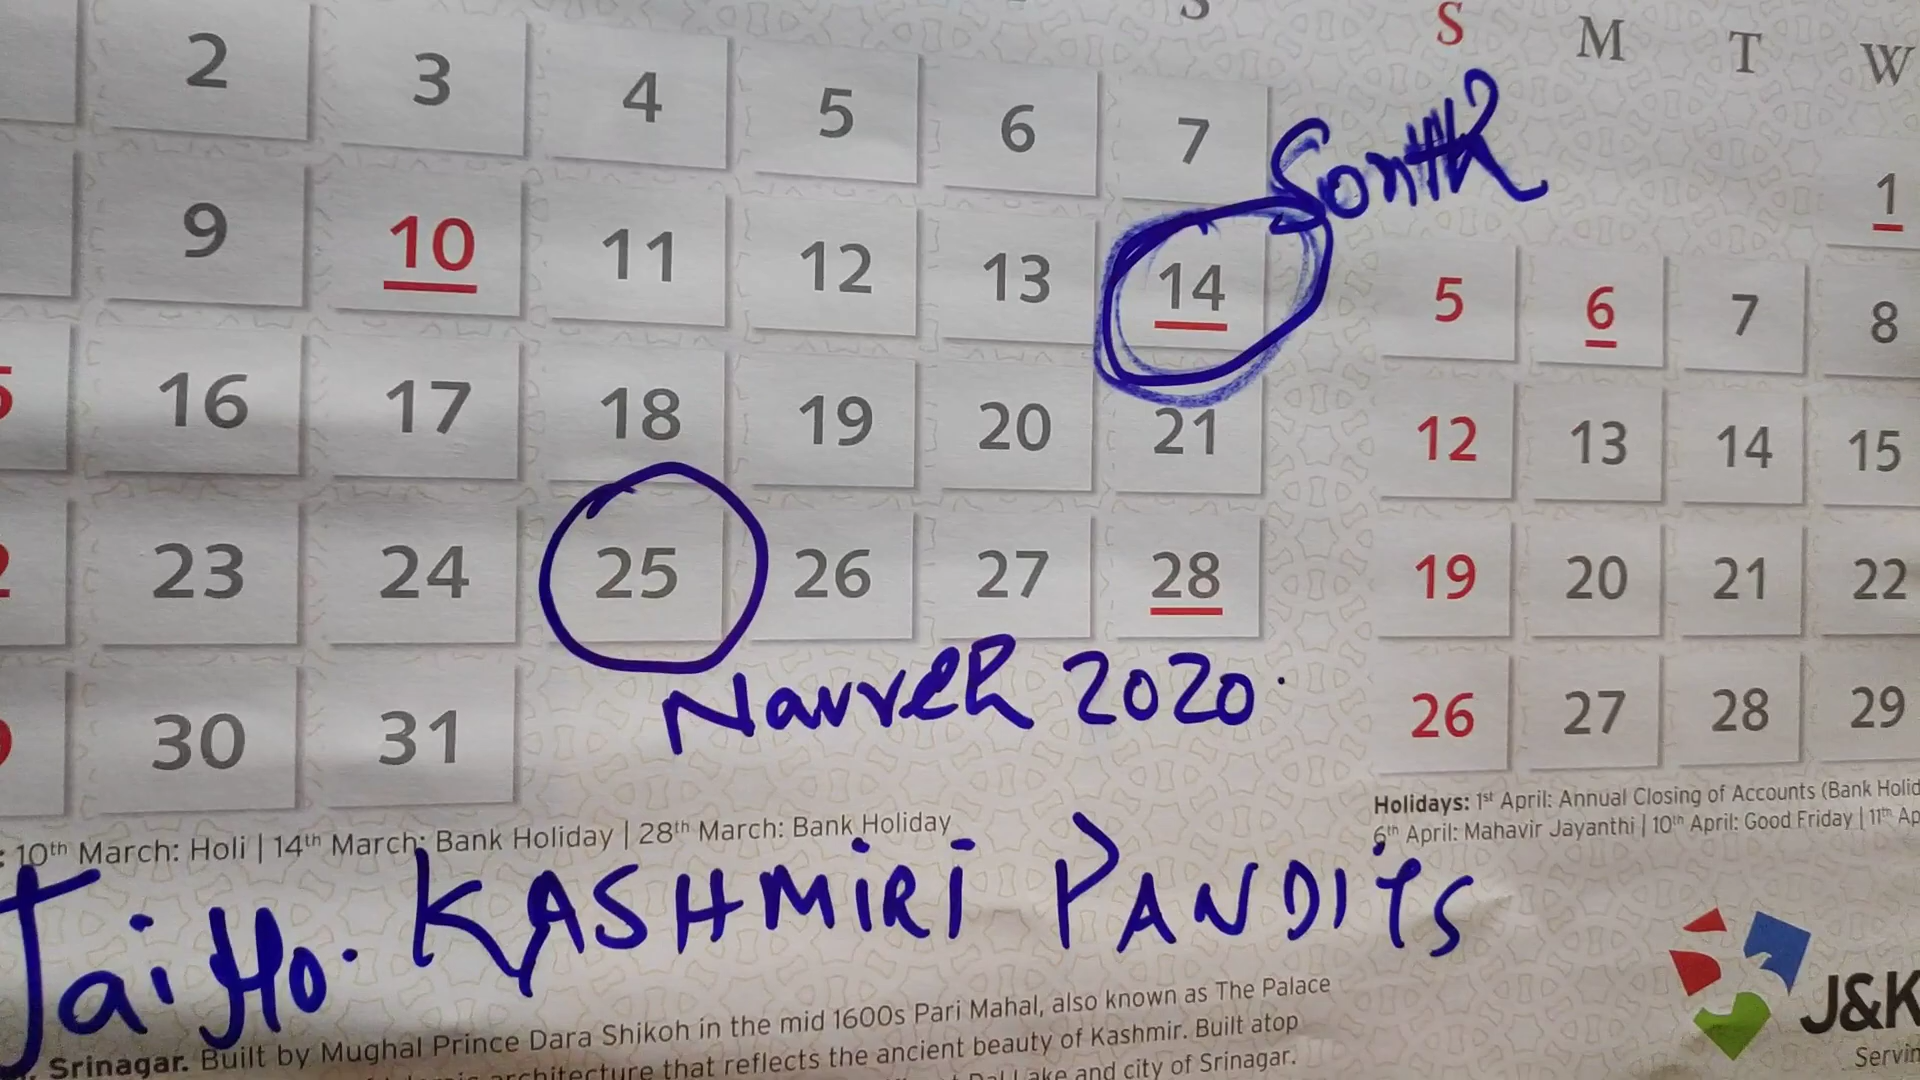 S
2 3 4 5 6 7
9 10 11 12 13 14
16 17 18 19 20 21
23 24 25 26 27 28
30 31
Sonth
Navreh 2020.
S M T W
1
5 6 7 8
12 13 14 15
19 20 21 22
26 27 28 29
: 10th March: Holi | 14th March: Bank Holiday | 28th March: Bank Holiday
Holidays: 1st April: Annual Closing of Accounts (Bank
6th April: Mahavir Jayanthi | 10th April: Good Friday | 11th
Jai Ho. KASHMiRi PANDiTS
Srinagar. Built by Mughal Prince Dara Shikoh in the mid 1600s Pari Mahal, also known as The Palace
architecture that reflects the ancient beauty of Kashmir. Built atop
Lake and city of Srinagar.
J&K